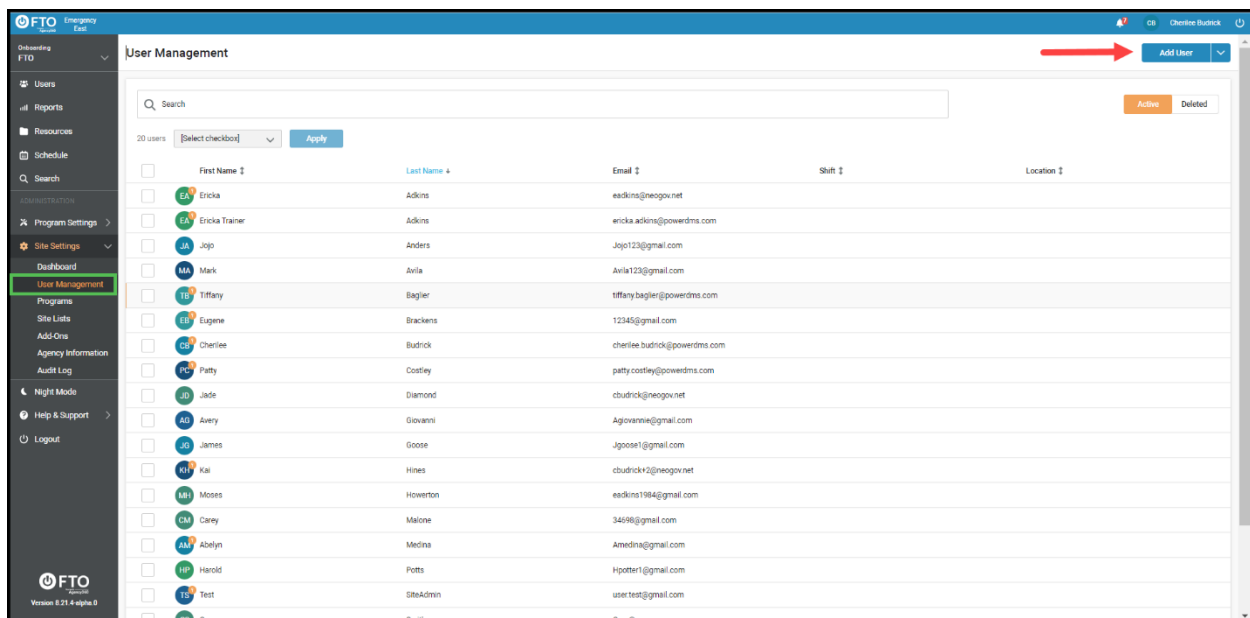 FTO Emergency East
CB Cherilee Budrick
Onboarding
FTO
User Management
Add User
Users
Reports
Resources
Schedule
Search
ADMINISTRATION
Program Settings
Site Settings
Dashboard
User Management
Programs
Site Lists
Add-Ons
Agency Information
Audit Log
Night Mode
Help & Support
Logout
FTO
Version 8.21.4-alpha.0
Search
Active Deleted
20 users [Select checkbox] Apply
First Name Last Name Email Shift Location
EA Ericka Adkins eadkins@neogov.net
EA Ericka Trainer Adkins ericka.adkins@powerdms.com
JA Jojo Anders Jojo123@gmail.com
MA Mark Avila Avila123@gmail.com
TB Tiffany Baglier tiffany.baglier@powerdms.com
EB Eugene Brackens 12345@gmail.com
CB Cherilee Budrick cherilee.budrick@powerdms.com
PC Patty Costley patty.costley@powerdms.com
JD Jade Diamond cbudrick@neogov.net
AG Avery Giovanni Agiovannie@gmail.com
JG James Goose Jgoose1@gmail.com
KH Kai Hines cbudrick+2@neogov.net
MH Moses Howerton eadkins1984@gmail.com
CM Carey Malone 34698@gmail.com
AM Abelyn Medina Amedina@gmail.com
HP Harold Potts Hpotter1@gmail.com
TS Test SiteAdmin user.test@gmail.com